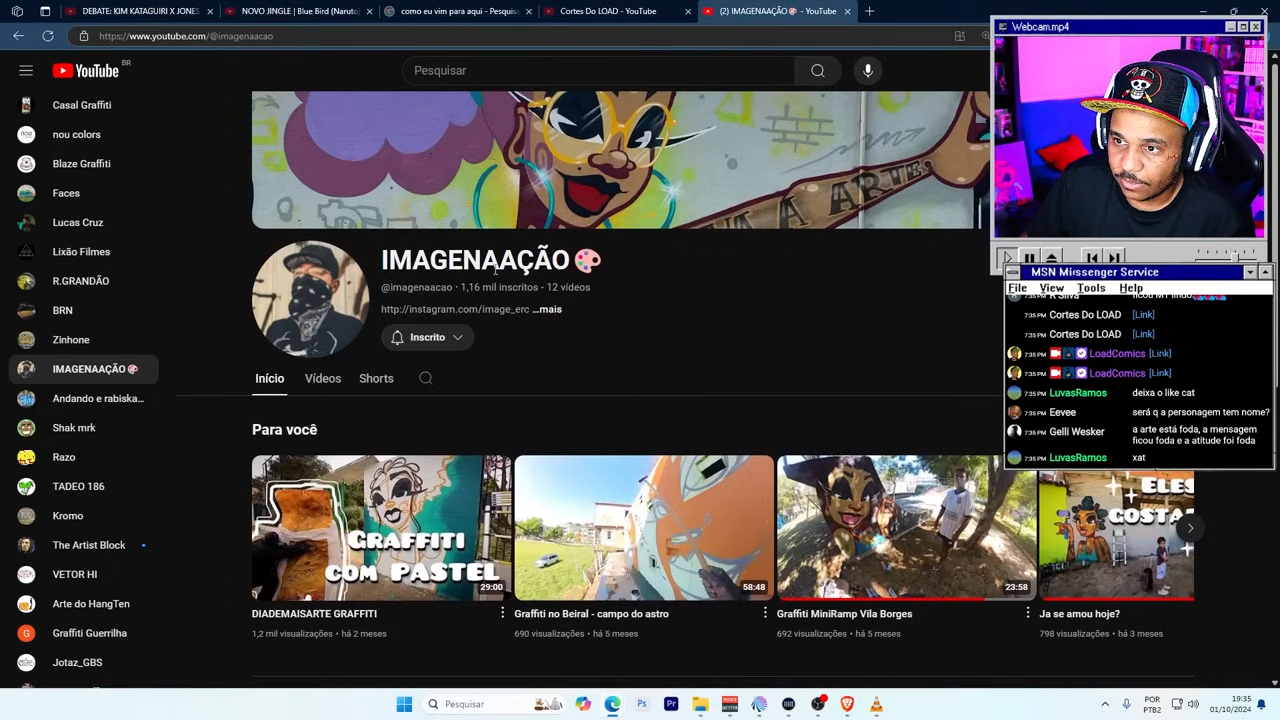 DEBATE: KIM KATAGUIRI X JONES
NOVO JINGLE | Blue Bird (Naruto)
como eu vim para aqui - Pesquisa
Cortes Do LOAD - YouTube
(2) IMAGENAAÇÃO🎨 - YouTube
https://www.youtube.com/@imagenaacao
YouTube BR
Pesquisar
Casal Graffiti
nou colors
Blaze Graffiti
Faces
Lucas Cruz
Lixão Filmes
R.GRANDÃO
BRN
Zinhone
IMAGENAAÇÃO🎨
Andando e rabiska...
Shak mrk
Razo
TADEO 186
Kromo
The Artist Block
VETOR HI
Arte do HangTen
Graffiti Guerrilha
Jotaz_GBS
A ARTE
IMAGENAAÇÃO🎨
@imagenaacao • 1,16 mil inscritos • 12 vídeos
http://instagram.com/image_erc ...mais
Inscrito
Início Vídeos Shorts
Para você
GRAFFITI
COM PASTEL
29:00
DIADEMAISARTE GRAFFITI
1,2 mil visualizações • há 2 meses
58:48
Graffiti no Beiral - campo do astro
690 visualizações • há 5 meses
23:58
Graffiti MiniRamp Vila Borges
692 visualizações • há 5 meses
ELES
GOSTA
Ja se amou hoje?
798 visualizações • há 3 meses
Webcam.mp4
MSN Missenger Service
File View Tools Help
R Silva
7:35 PM Cortes Do LOAD [Link]
7:35 PM Cortes Do LOAD [Link]
7:35 PM LoadComics [Link]
7:35 PM LoadComics [Link]
7:35 PM LuvasRamos deixa o like cat
7:35 PM Eevee será q a personagem tem nome?
7:35 PM Gelli Wesker a arte está foda, a mensagem
ficou foda e a atitude foi foda
7:35 PM LuvasRamos xat
Pesquisar
Ps
Pr
POR
PTB2
19:35
01/10/2024